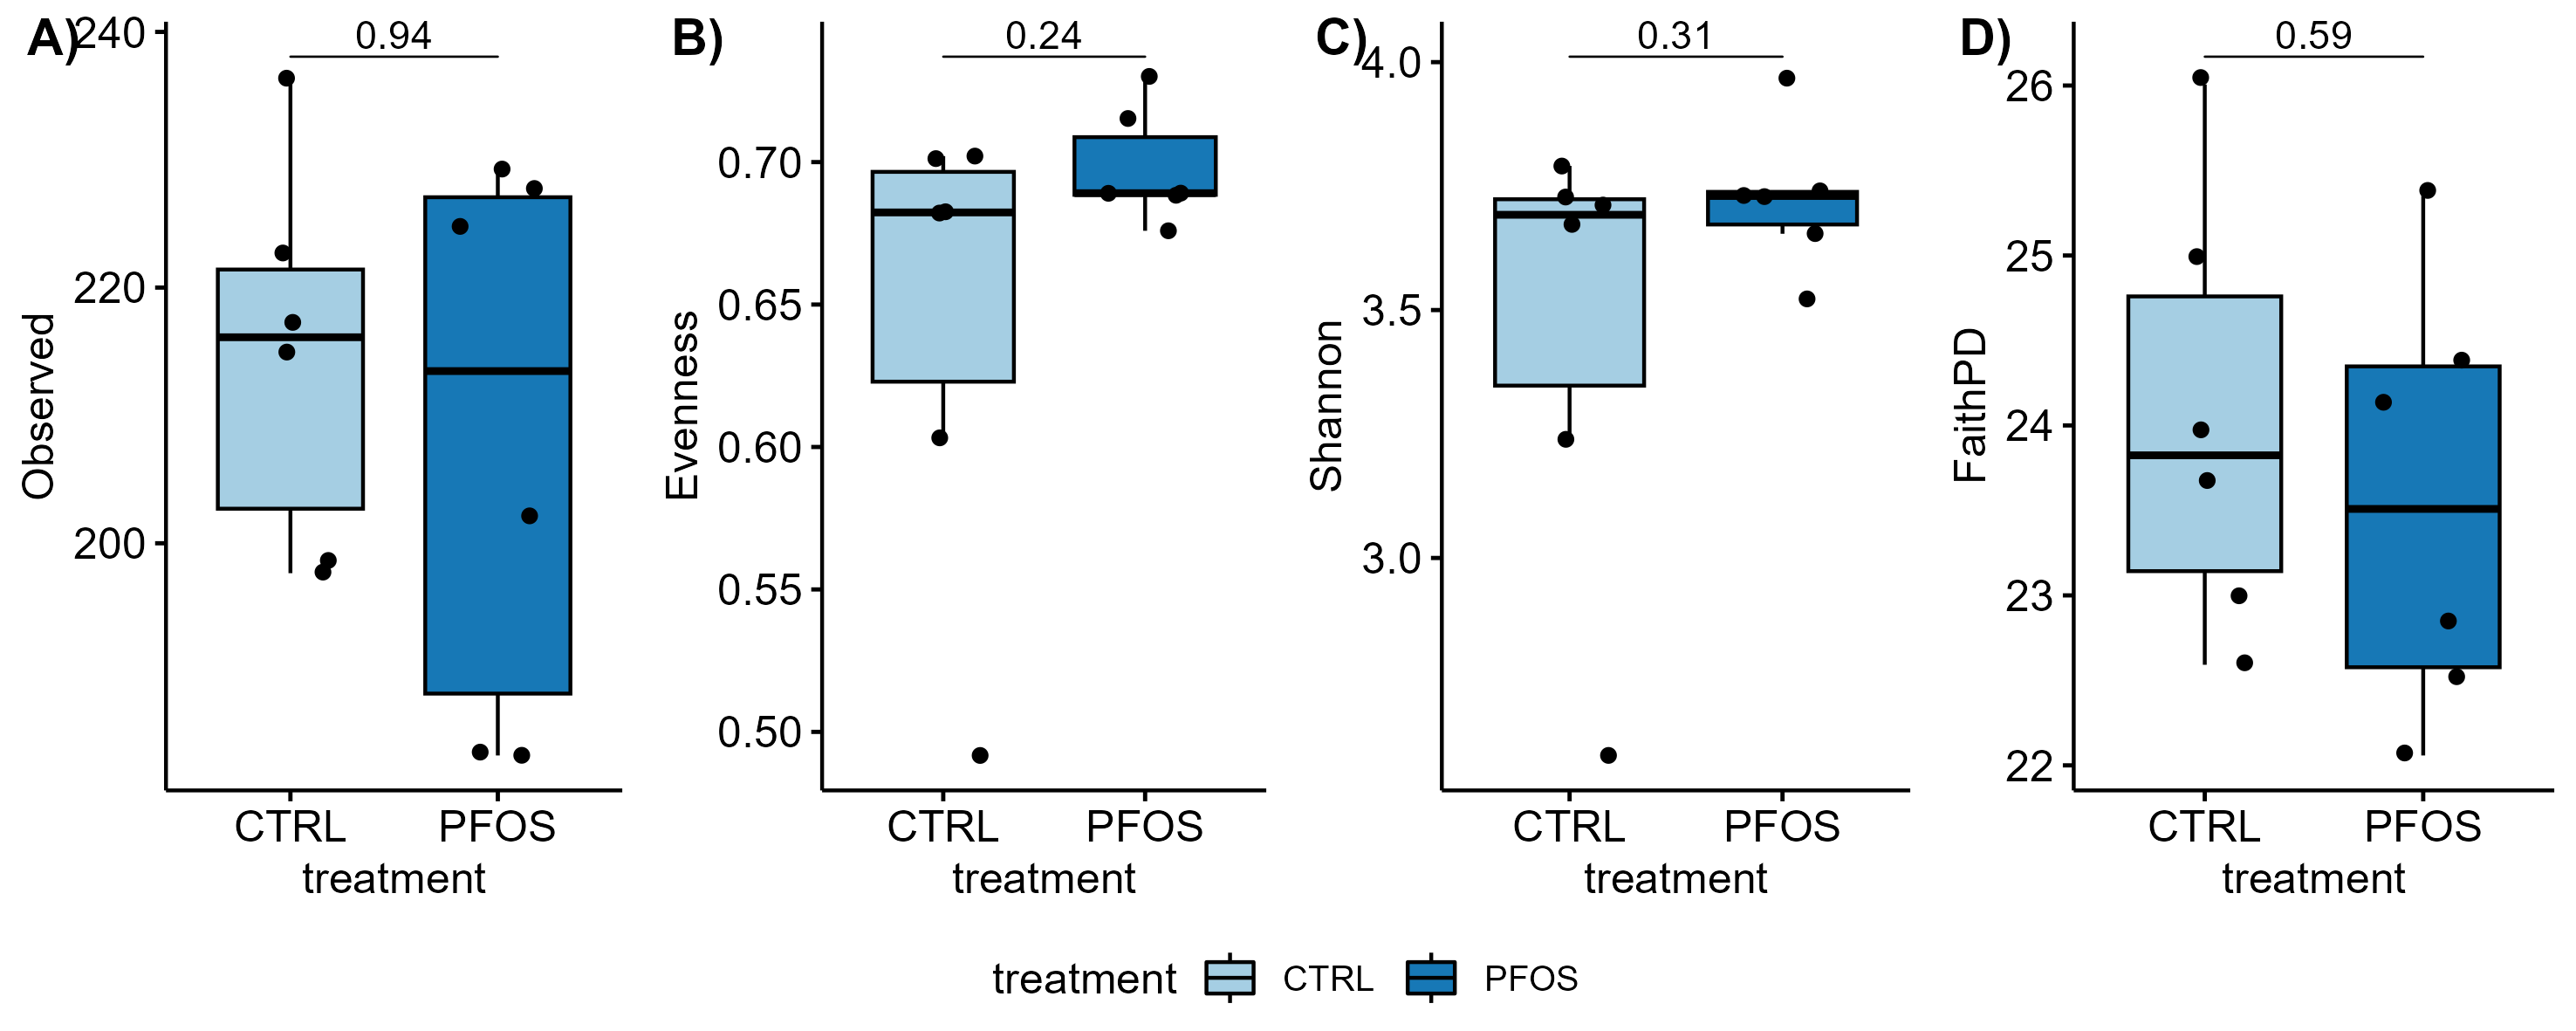 A)
0.94
240
220
200
Observed
CTRL PFOS
treatment
B)
0.24
0.70
0.65
0.60
0.55
0.50
Evenness
CTRL PFOS
treatment
C)
0.31
4.0
3.5
3.0
Shannon
CTRL PFOS
treatment
D)
0.59
26
25
24
23
22
FaithPD
CTRL PFOS
treatment
treatment CTRL PFOS